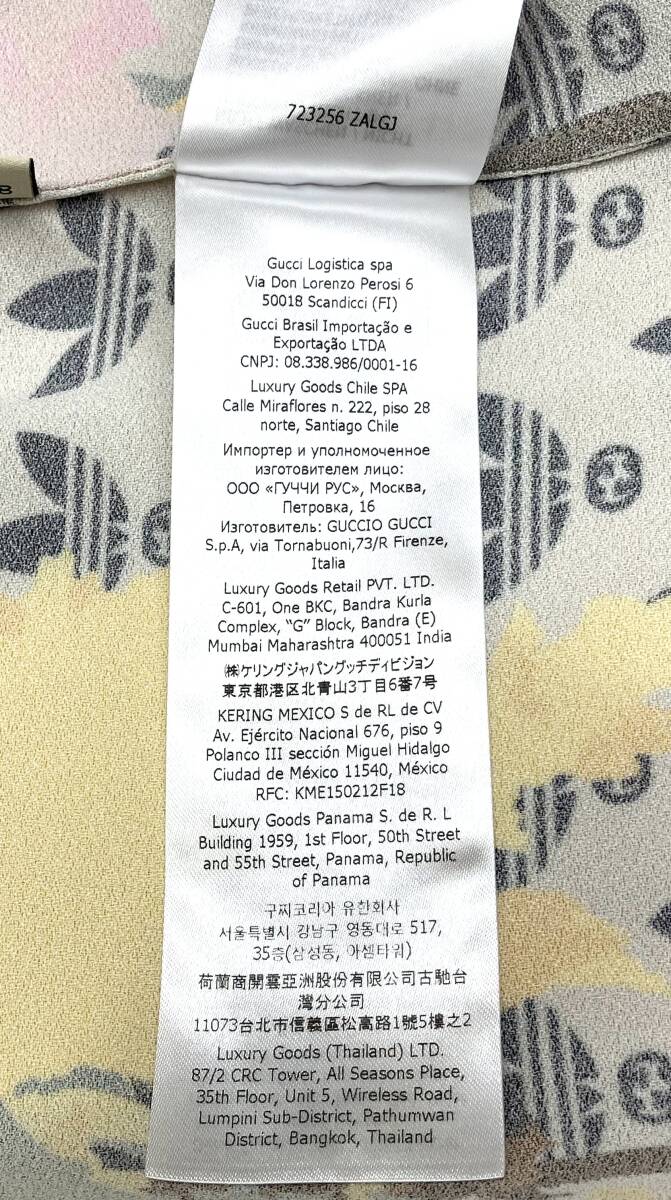 OHNE
723256 ZALGJ
8
Gucci Logistica spa
Via Don Lorenzo Perosi 6
50018 Scandicci (FI)
Gucci Brasil Importação e
Exportação LTDA
CNPJ: 08.338.986/0001-16
Luxury Goods Chile SPA
Calle Miraflores n. 222, piso 28
norte, Santiago Chile
Импортер и уполномоченное
изготовителем лицо:
ООО «ГУЧЧИ РУС», Москва,
Петровка, 16
Изготовитель: GUCCIO GUCCI
S.p.A, via Tornabuoni,73/R Firenze,
Italia
Luxury Goods Retail PVT. LTD.
C-601, One BKC, Bandra Kurla
Complex, "G" Block, Bandra (E)
Mumbai Maharashtra 400051 India
㈱ケリングジャパングッチディビジョン
東京都港区北青山3丁目6番7号
KERING MEXICO S de RL de CV
Av. Ejército Nacional 676, piso 9
Polanco III sección Miguel Hidalgo
Ciudad de México 11540, México
RFC: KME150212F18
Luxury Goods Panama S. de R. L
Building 1959, 1st Floor, 50th Street
and 55th Street, Panama, Republic
of Panama
구찌코리아 유한회사
서울특별시 강남구 영동대로 517,
35층(삼성동, 아셈타워)
荷蘭商開雲亞洲股份有限公司古馳台
灣分公司
11073台北市信義區松高路1號5樓之2
Luxury Goods (Thailand) LTD.
87/2 CRC Tower, All Seasons Place,
35th Floor, Unit 5, Wireless Road,
Lumpini Sub-District, Pathumwan
District, Bangkok, Thailand